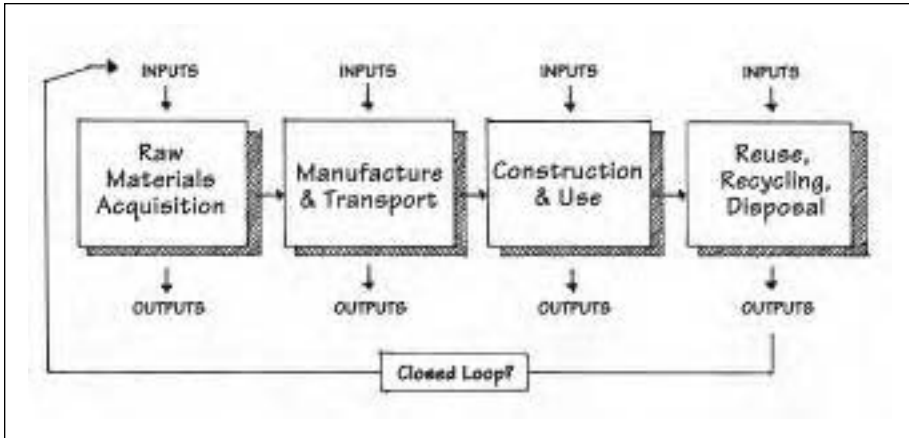 INPUTS
INPUTS
INPUTS
INPUTS
Raw
Materials
Acquisition
Manufacture
& Transport
Construction
& Use
Reuse,
Recycling,
Disposal
OUTPUTS
OUTPUTS
OUTPUTS
OUTPUTS
Closed Loop?